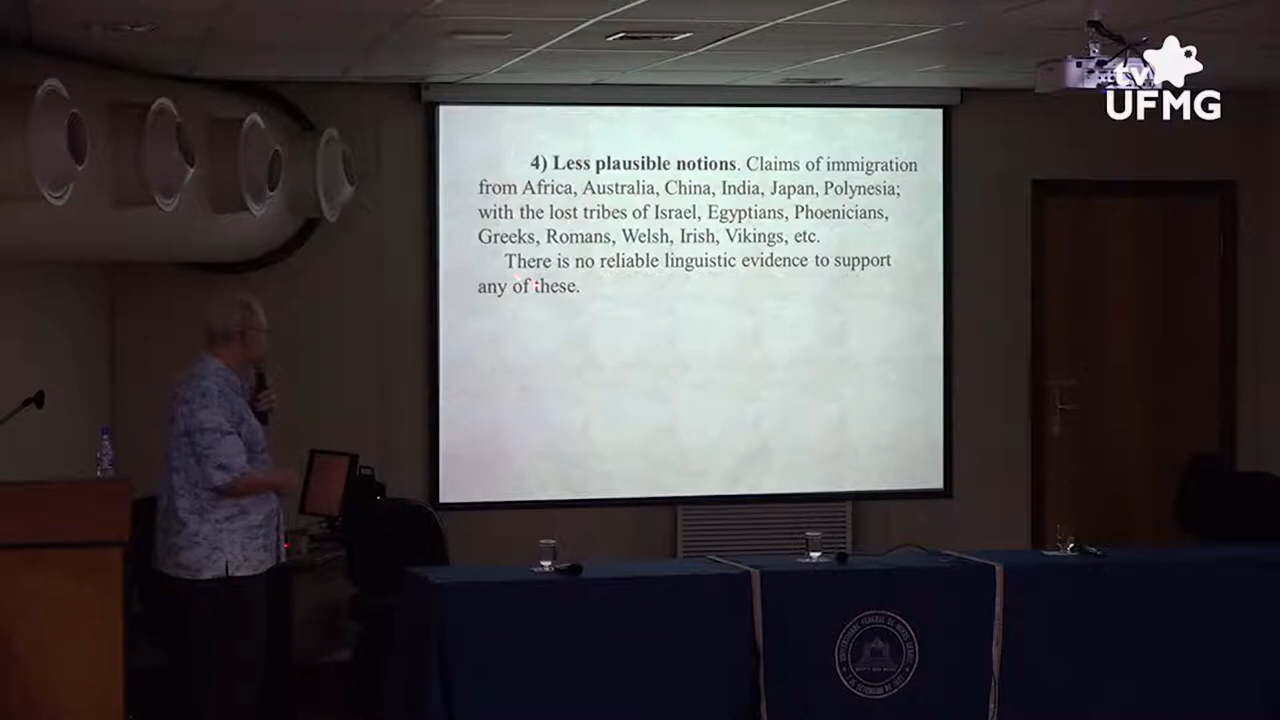 tv
UFMG
4) Less plausible notions. Claims of immigration
from Africa, Australia, China, India, Japan, Polynesia;
with the lost tribes of Israel, Egyptians, Phoenicians,
Greeks, Romans, Welsh, Irish, Vikings, etc.
There is no reliable linguistic evidence to support
any of these.